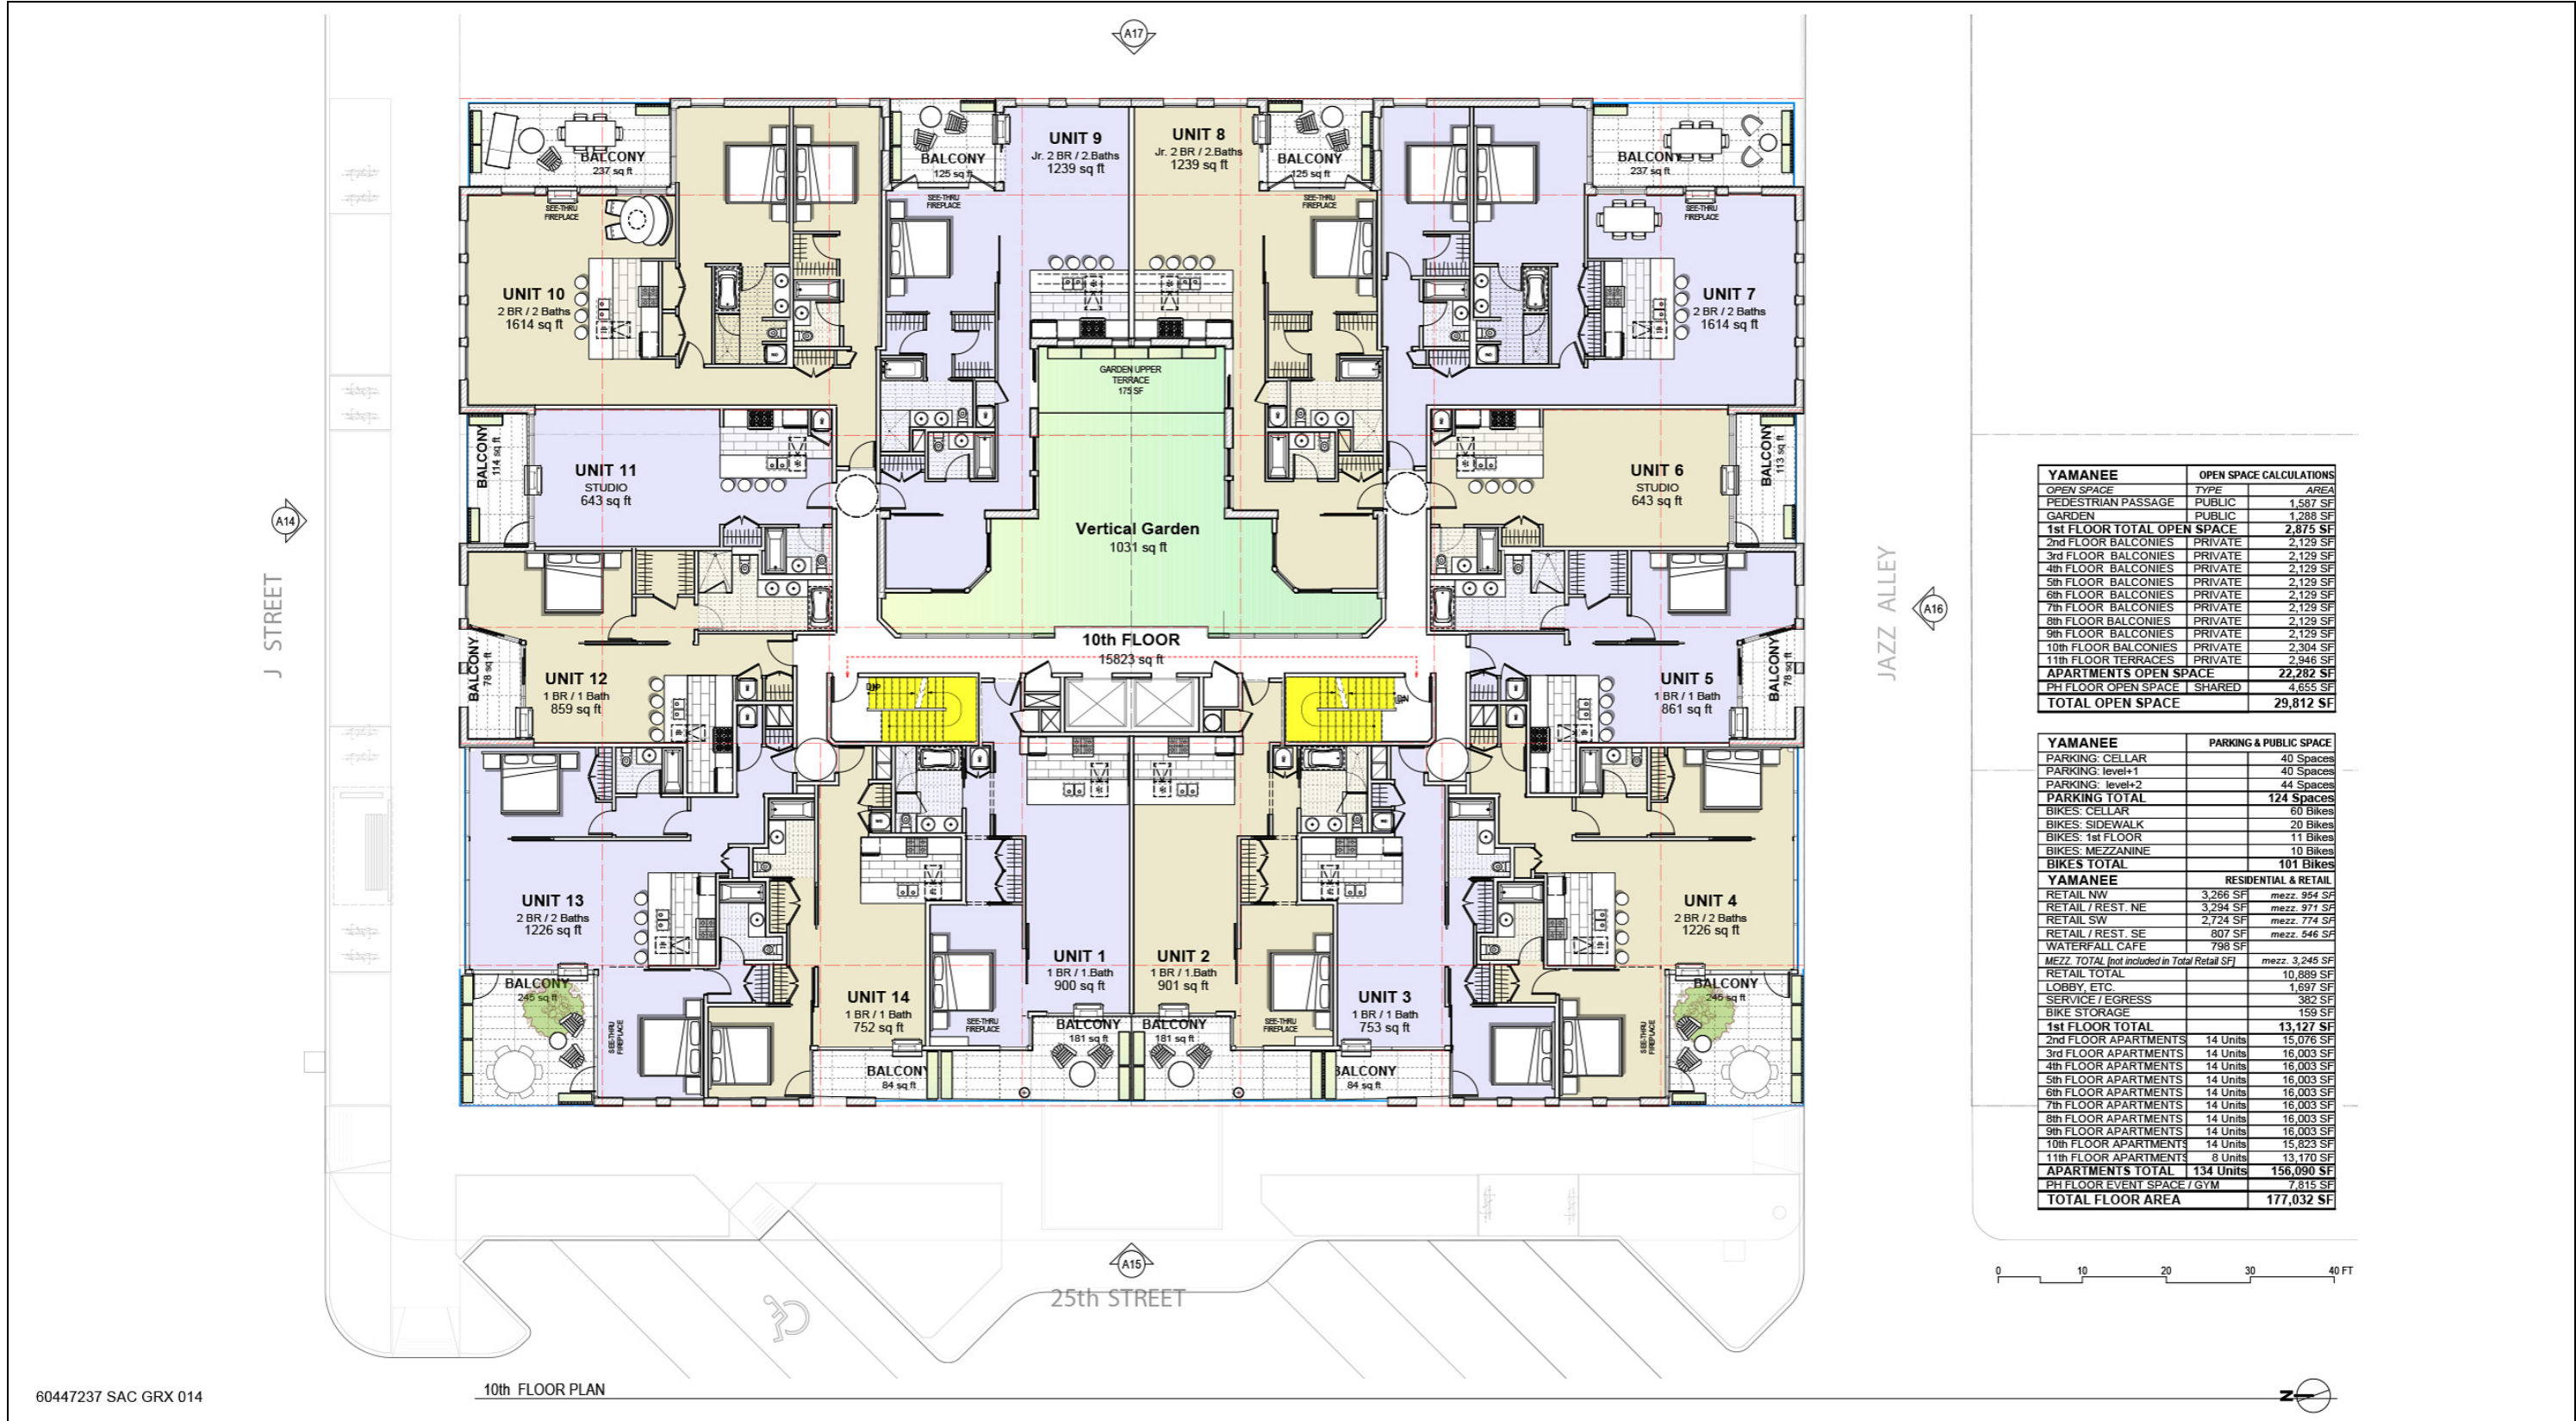 A17
UNIT 9
Jr. 2 BR / 2.Baths
1239 sq ft
UNIT 8
Jr. 2 BR / 2.Baths
1239 sq ft
BALCONY
237 sq ft
BALCONY
125 sq ft
BALCONY
125 sq ft
BALCONY
237 sq ft
SEE-THRU
FIREPLACE
SEE-THRU
FIREPLACE
SEE-THRU
FIREPLACE
SEE-THRU
FIREPLACE
UNIT 10
2 BR / 2 Baths
1614 sq ft
UNIT 7
2 BR / 2 Baths
1614 sq ft
GARDEN UPPER
TERRACE
175 SF
BALCONY
114 sq ft
UNIT 11
STUDIO
643 sq ft
UNIT 6
STUDIO
643 sq ft
BALCONY
113 sq ft
Vertical Garden
1031 sq ft
A14
J STREET
JAZZ ALLEY
A16
10th FLOOR
15823 sq ft
BALCONY
78 sq ft
UNIT 12
1 BR / 1 Bath
859 sq ft
UNIT 5
1 BR / 1 Bath
861 sq ft
BALCONY
78 sq ft
UNIT 13
2 BR / 2 Baths
1226 sq ft
UNIT 4
2 BR / 2 Baths
1226 sq ft
UNIT 1
1 BR / 1.Bath
900 sq ft
UNIT 2
1 BR / 1.Bath
901 sq ft
UNIT 14
1 BR / 1 Bath
752 sq ft
UNIT 3
1 BR / 1 Bath
753 sq ft
BALCONY
245 sq ft
BALCONY
245 sq ft
SEE-THRU
FIREPLACE
SEE-THRU
FIREPLACE
SEE-THRU
FIREPLACE
SEE-THRU
FIREPLACE
BALCONY
181 sq ft
BALCONY
181 sq ft
BALCONY
84 sq ft
BALCONY
84 sq ft
A15
25th STREET
YAMANEE OPEN SPACE CALCULATIONS
OPEN SPACE TYPE AREA
PEDESTRIAN PASSAGE PUBLIC 1,587 SF
GARDEN PUBLIC 1,288 SF
1st FLOOR TOTAL OPEN SPACE 2,875 SF
2nd FLOOR BALCONIES PRIVATE 2,129 SF
3rd FLOOR BALCONIES PRIVATE 2,129 SF
4th FLOOR BALCONIES PRIVATE 2,129 SF
5th FLOOR BALCONIES PRIVATE 2,129 SF
6th FLOOR BALCONIES PRIVATE 2,129 SF
7th FLOOR BALCONIES PRIVATE 2,129 SF
8th FLOOR BALCONIES PRIVATE 2,129 SF
9th FLOOR BALCONIES PRIVATE 2,129 SF
10th FLOOR BALCONIES PRIVATE 2,304 SF
11th FLOOR TERRACES PRIVATE 2,946 SF
APARTMENTS OPEN SPACE 22,282 SF
PH FLOOR OPEN SPACE SHARED 4,655 SF
TOTAL OPEN SPACE 29,812 SF
YAMANEE PARKING & PUBLIC SPACE
PARKING: CELLAR 40 Spaces
PARKING: level+1 40 Spaces
PARKING: level+2 44 Spaces
PARKING TOTAL 124 Spaces
BIKES: CELLAR 60 Bikes
BIKES: SIDEWALK 20 Bikes
BIKES: 1st FLOOR 11 Bikes
BIKES: MEZZANINE 10 Bikes
BIKES TOTAL 101 Bikes
YAMANEE RESIDENTIAL & RETAIL
RETAIL NW 3,266 SF mezz. 954 SF
RETAIL / REST. NE 3,294 SF mezz. 971 SF
RETAIL SW 2,724 SF mezz. 774 SF
RETAIL / REST. SE 807 SF mezz. 546 SF
WATERFALL CAFE 798 SF
MEZZ. TOTAL [not included in Total Retail SF] mezz. 3,245 SF
RETAIL TOTAL 10,889 SF
LOBBY, ETC. 1,697 SF
SERVICE / EGRESS 382 SF
BIKE STORAGE 159 SF
1st FLOOR TOTAL 13,127 SF
2nd FLOOR APARTMENTS 14 Units 15,076 SF
3rd FLOOR APARTMENTS 14 Units 16,003 SF
4th FLOOR APARTMENTS 14 Units 16,003 SF
5th FLOOR APARTMENTS 14 Units 16,003 SF
6th FLOOR APARTMENTS 14 Units 16,003 SF
7th FLOOR APARTMENTS 14 Units 16,003 SF
8th FLOOR APARTMENTS 14 Units 16,003 SF
9th FLOOR APARTMENTS 14 Units 16,003 SF
10th FLOOR APARTMENTS 14 Units 15,823 SF
11th FLOOR APARTMENTS 8 Units 13,170 SF
APARTMENTS TOTAL 134 Units 156,090 SF
PH FLOOR EVENT SPACE / GYM 7,815 SF
TOTAL FLOOR AREA 177,032 SF
0 10 20 30 40 FT
60447237 SAC GRX 014
10th FLOOR PLAN
N